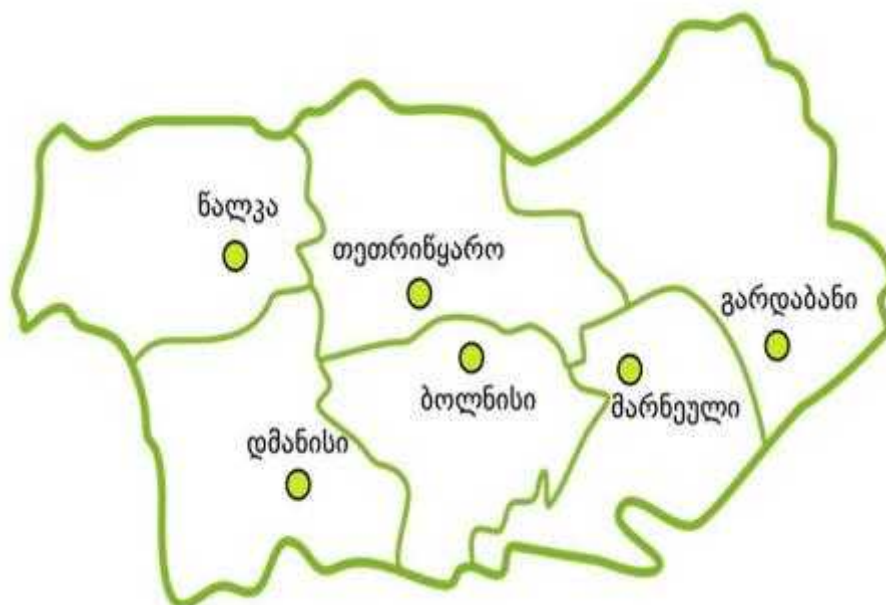 წალკა
თეთრიწყარო
გარდაბანი
ბოლნისი
მარნეული
დმანისი